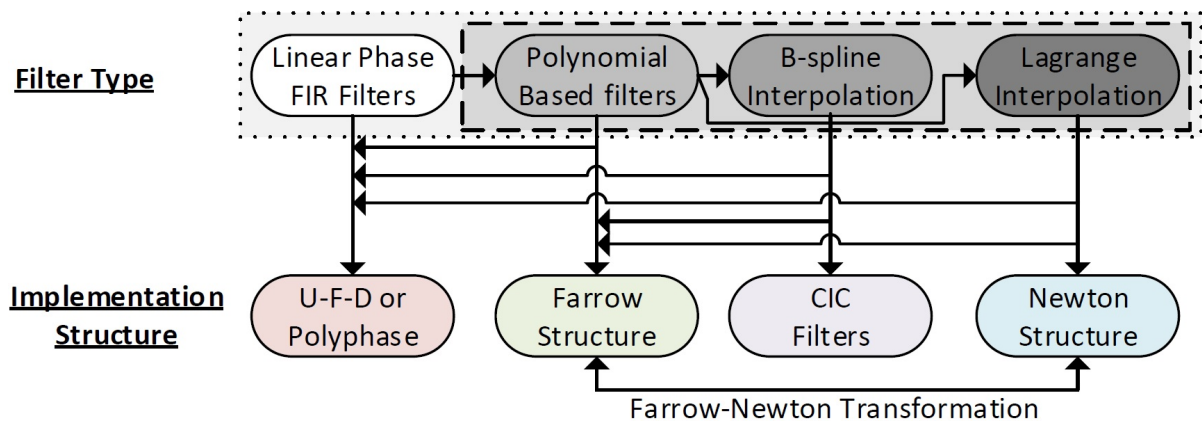 Filter Type
Linear Phase
FIR Filters
Polynomial
Based filters
B-spline
Interpolation
Lagrange
Interpolation
Implementation
Structure
U-F-D or
Polyphase
Farrow
Structure
CIC
Filters
Newton
Structure
Farrow-Newton Transformation